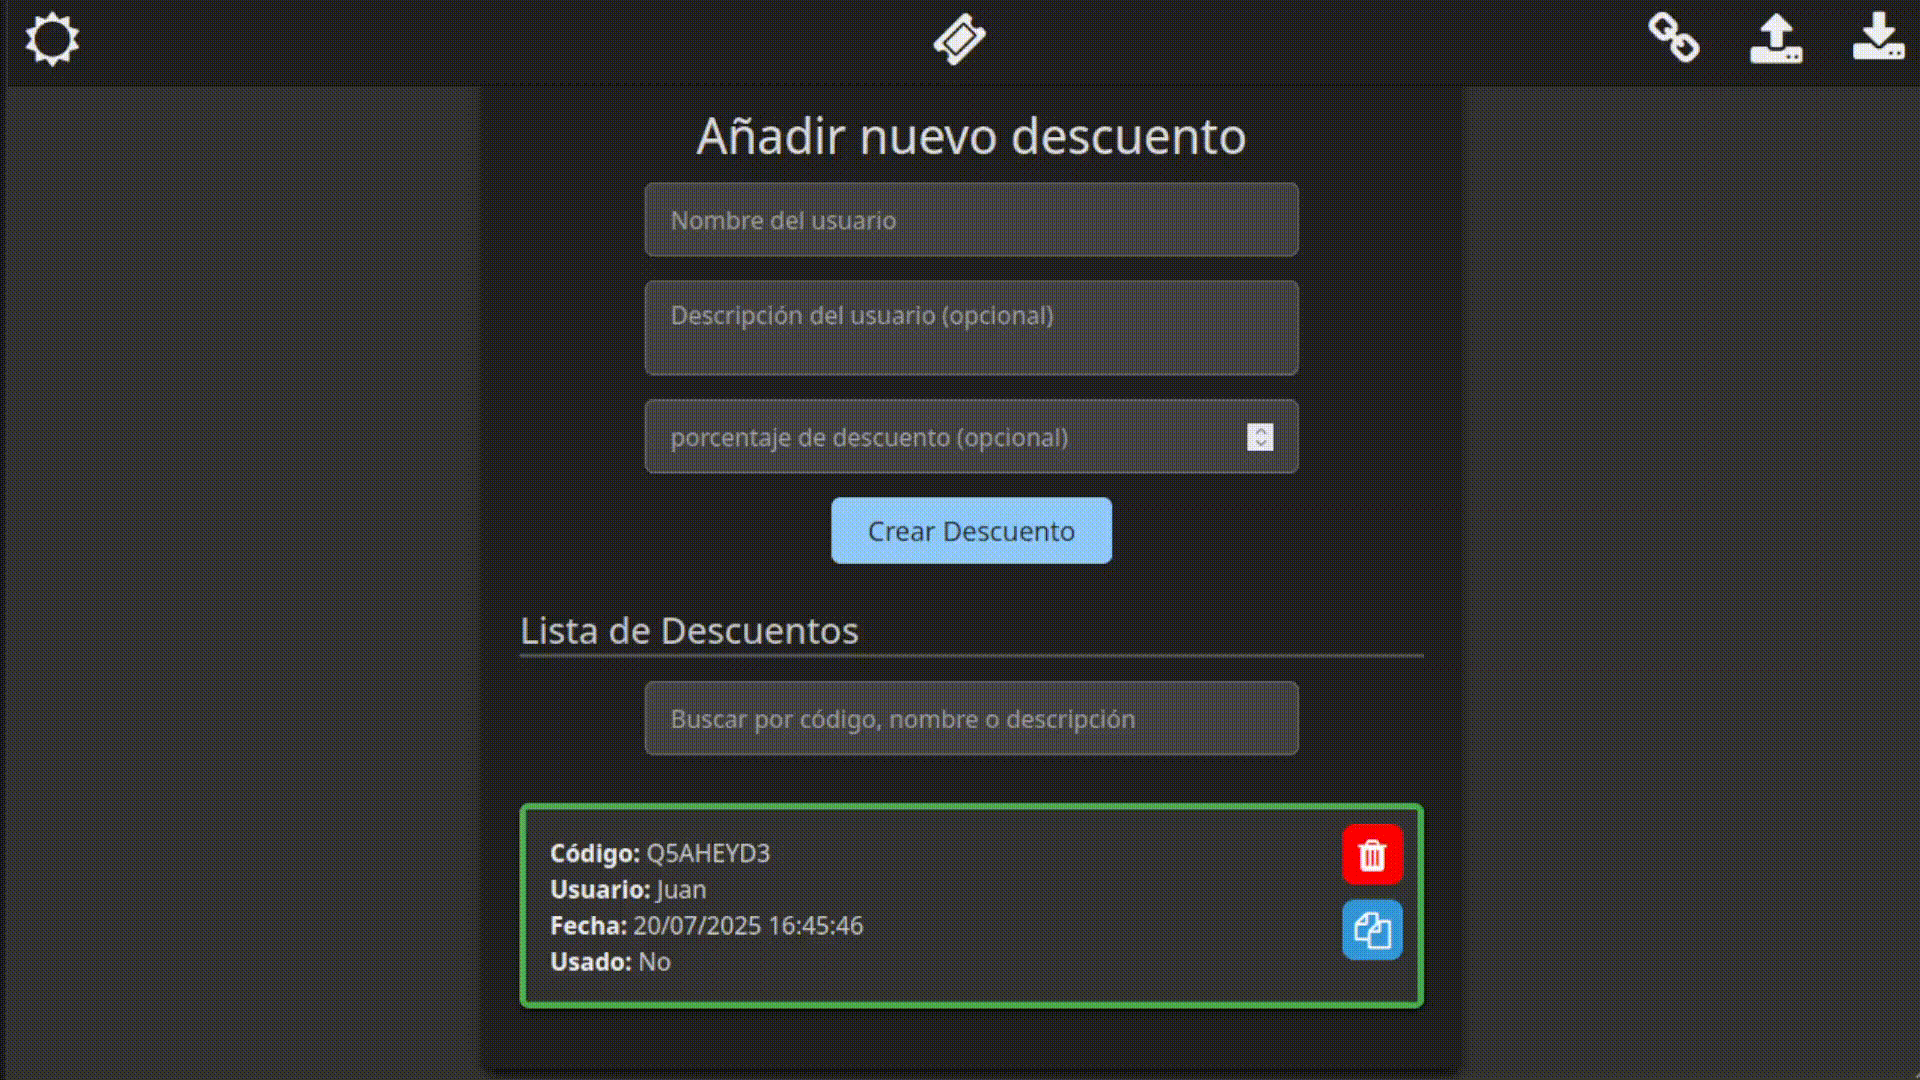 Añadir nuevo descuento
Nombre del usuario
Descripción del usuario (opcional)
porcentaje de descuento (opcional)
Crear Descuento
Lista de Descuentos
Buscar por código, nombre o descripción
Código: Q5AHEYD3
Usuario: Juan
Fecha: 20/07/2025 16:45:46
Usado: No